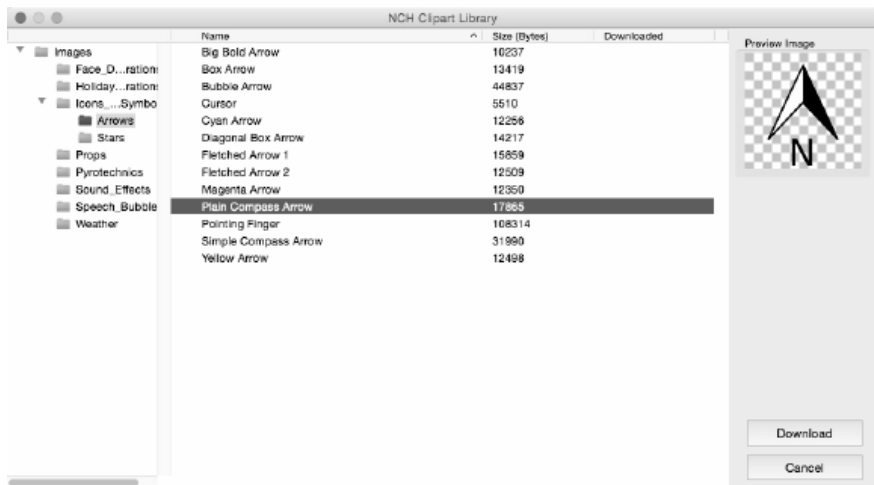 NCH Clipart Library
Name Size (Bytes) Downloaded
Images
Face_D...rations
Holiday...rations
Icons_...Symbo
Arrows
Stars
Props
Pyrotechnics
Sound_Effects
Speech_Bubble
Weather
Big Bold Arrow 10237
Box Arrow 13419
Bubble Arrow 44837
Cursor 5510
Cyan Arrow 12256
Diagonal Box Arrow 14217
Fletched Arrow 1 15859
Fletched Arrow 2 12509
Magenta Arrow 12350
Plain Compass Arrow 17865
Pointing Finger 108314
Simple Compass Arrow 31990
Yellow Arrow 12498
Preview Image
N
Download
Cancel